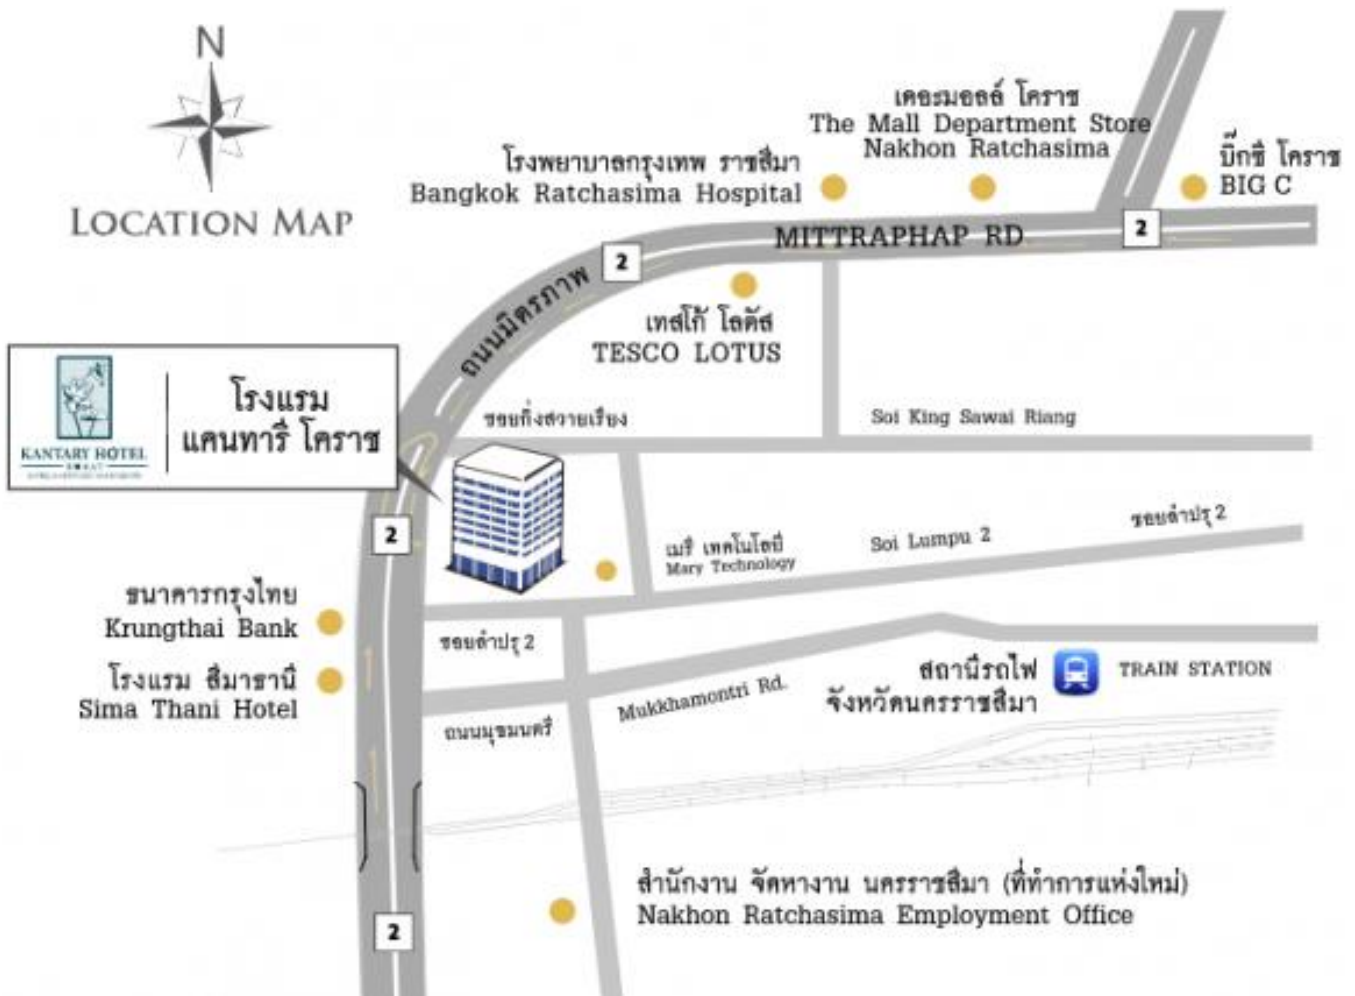 N
LOCATION MAP
เดอะมอลล์ โคราช
The Mall Department Store
Nakhon Ratchasima
โรงพยาบาลกรุงเทพ ราชสีมา
Bangkok Ratchasima Hospital
บิ๊กซี โคราช
BIG C
MITTRAPHAP RD
2
2
ถนนมิตรภาพ
เทสโก้ โลตัส
TESCO LOTUS
KANTARY HOTEL
KORAT
โรงแรม
แคนทารี โคราช
ซอยกิ่งสวายเรียง
Soi King Sawai Riang
2
เมรี่ เทคโนโลยี
Mary Technology
Soi Lumpu 2
ซอยลำปรุ 2
ธนาคารกรุงไทย
Krungthai Bank
ซอยลำปรุ 2
โรงแรม สีมาธานี
Sima Thani Hotel
Mukkhamontri Rd.
ถนนมุขมนตรี
สถานีรถไฟ
จังหวัดนครราชสีมา
TRAIN STATION
สำนักงาน จัดหางาน นครราชสีมา (ที่ทำการแห่งใหม่)
Nakhon Ratchasima Employment Office
2